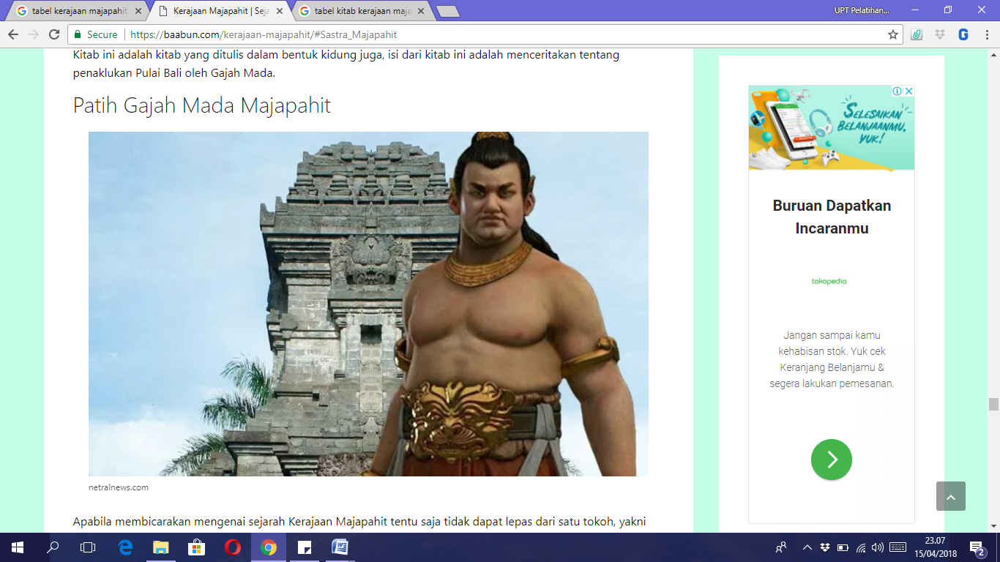 tabel kerajaan majapahit
Kerajaan Majapahit | Seja
tabel kitab kerajaan maja
UPT Pelatihan...
Secure
https://baabun.com/kerajaan-majapahit/#Sastra_Majapahit
Kitab ini adalah kitab yang ditulis dalam bentuk kidung juga, isi dari kitab ini adalah menceritakan tentang
penaklukan Pulai Bali oleh Gajah Mada.
Patih Gajah Mada Majapahit
netralnews.com
Apabila membicarakan mengenai sejarah Kerajaan Majapahit tentu saja tidak dapat lepas dari satu tokoh, yakni
SELESAIKAN
BELANJAANMU,
YUK!
Buruan Dapatkan
Incaranmu
tokopedia
Jangan sampai kamu
kehabisan stok. Yuk cek
Keranjang Belanjamu &
segera lakukan pemesanan.
23.07
15/04/2018
2